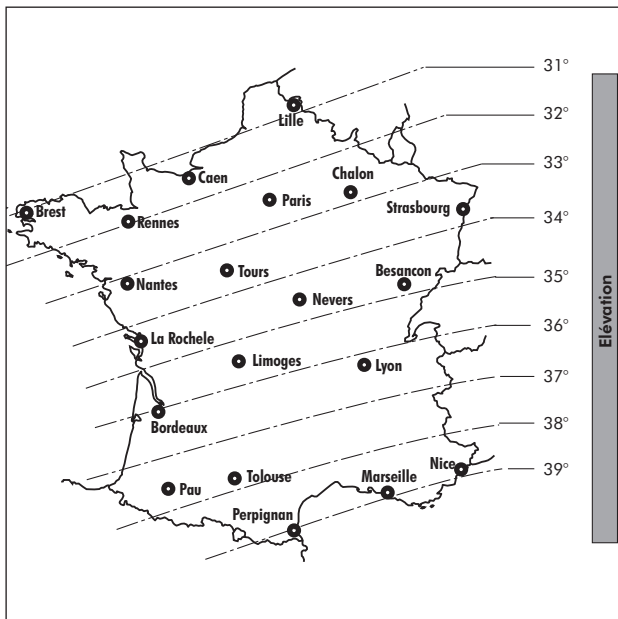 31°
Lille
32°
Caen
Chalon
33°
Paris
Strasbourg
Brest
Rennes
34°
Tours
Besancon
Nantes
35°
Nevers
36°
La Rochele
Limoges
Lyon
37°
Bordeaux
38°
Nice
39°
Tolouse
Marseille
Pau
Perpignan
Elévation